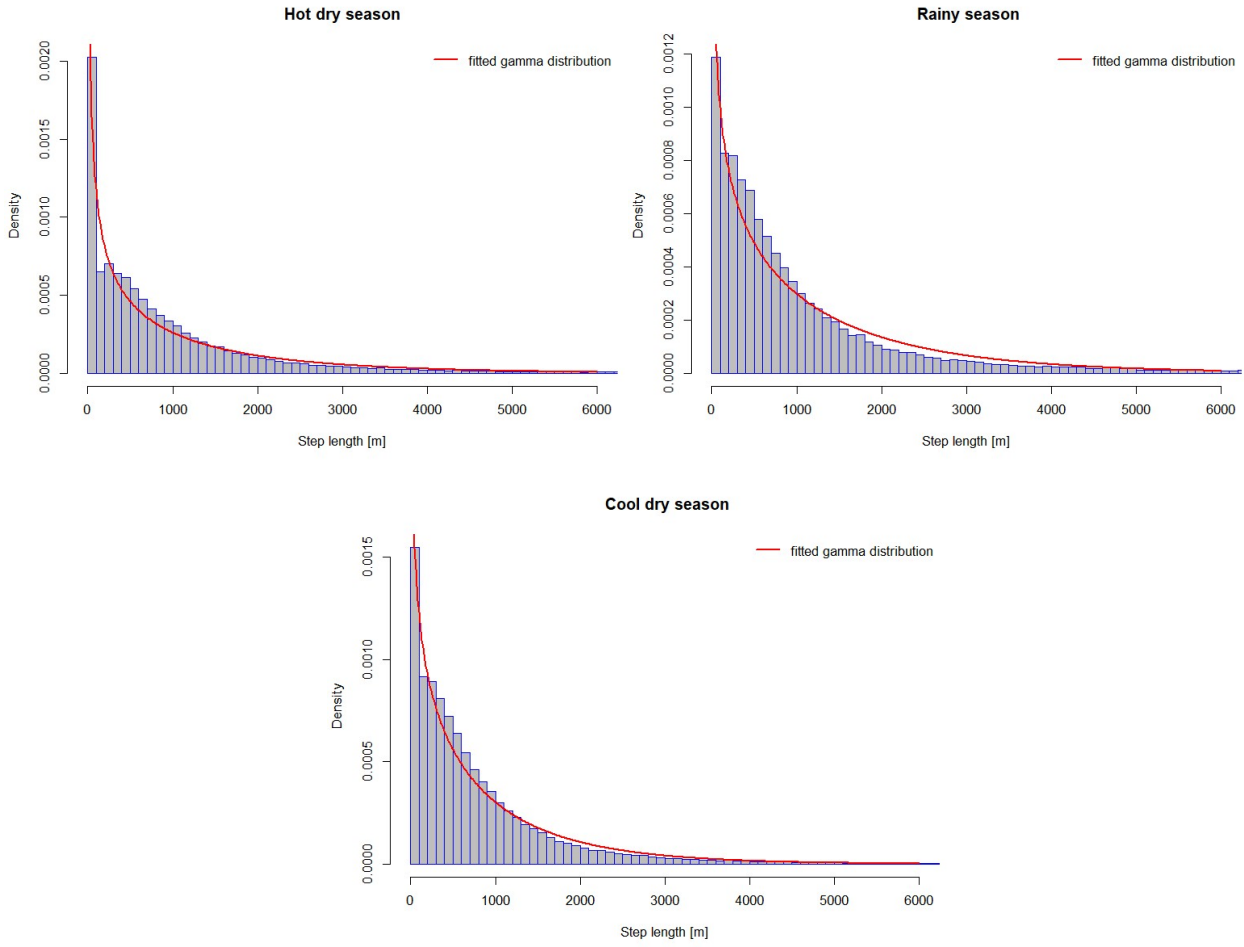 Hot dry season
fitted gamma distribution
Density
0.0020
0.0015
0.0010
0.0005
0.0000
0 1000 2000 3000 4000 5000 6000
Step length [m]
Rainy season
fitted gamma distribution
Density
0.0012
0.0010
0.0008
0.0006
0.0004
0.0002
0.0000
0 1000 2000 3000 4000 5000 6000
Step length [m]
Cool dry season
fitted gamma distribution
Density
0.0015
0.0010
0.0005
0.0000
0 1000 2000 3000 4000 5000 6000
Step length [m]